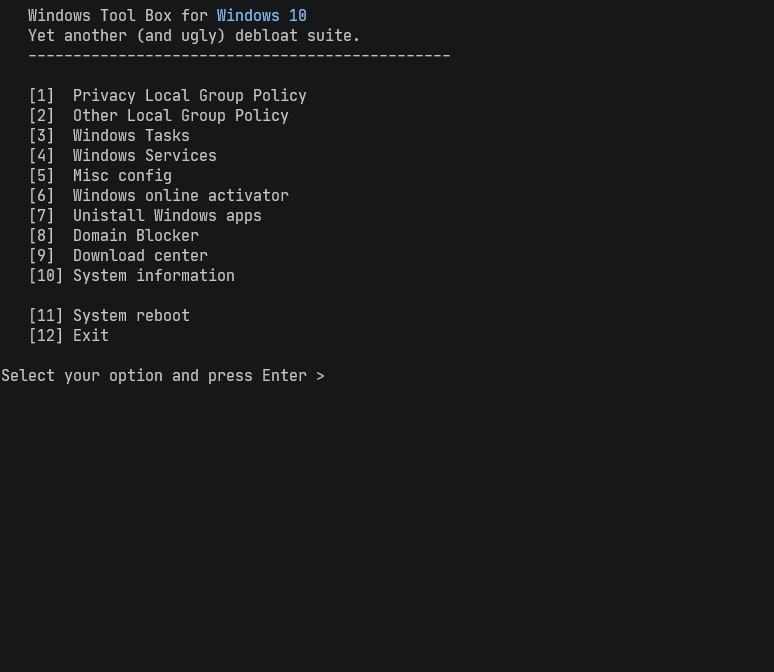 Windows Tool Box for Windows 10
Yet another (and ugly) debloat suite.
-----------------------------------------------
[1]  Privacy Local Group Policy
[2]  Other Local Group Policy
[3]  Windows Tasks
[4]  Windows Services
[5]  Misc config
[6]  Windows online activator
[7]  Unistall Windows apps
[8]  Domain Blocker
[9]  Download center
[10] System information
[11] System reboot
[12] Exit
Select your option and press Enter >